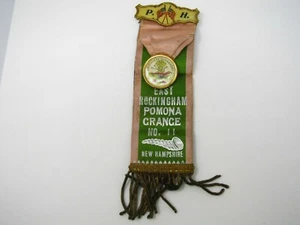 P. H.
EAST
ROCKINGHAM
POMONA
GRANGE
NO. 11
NEW HAMPSHIRE